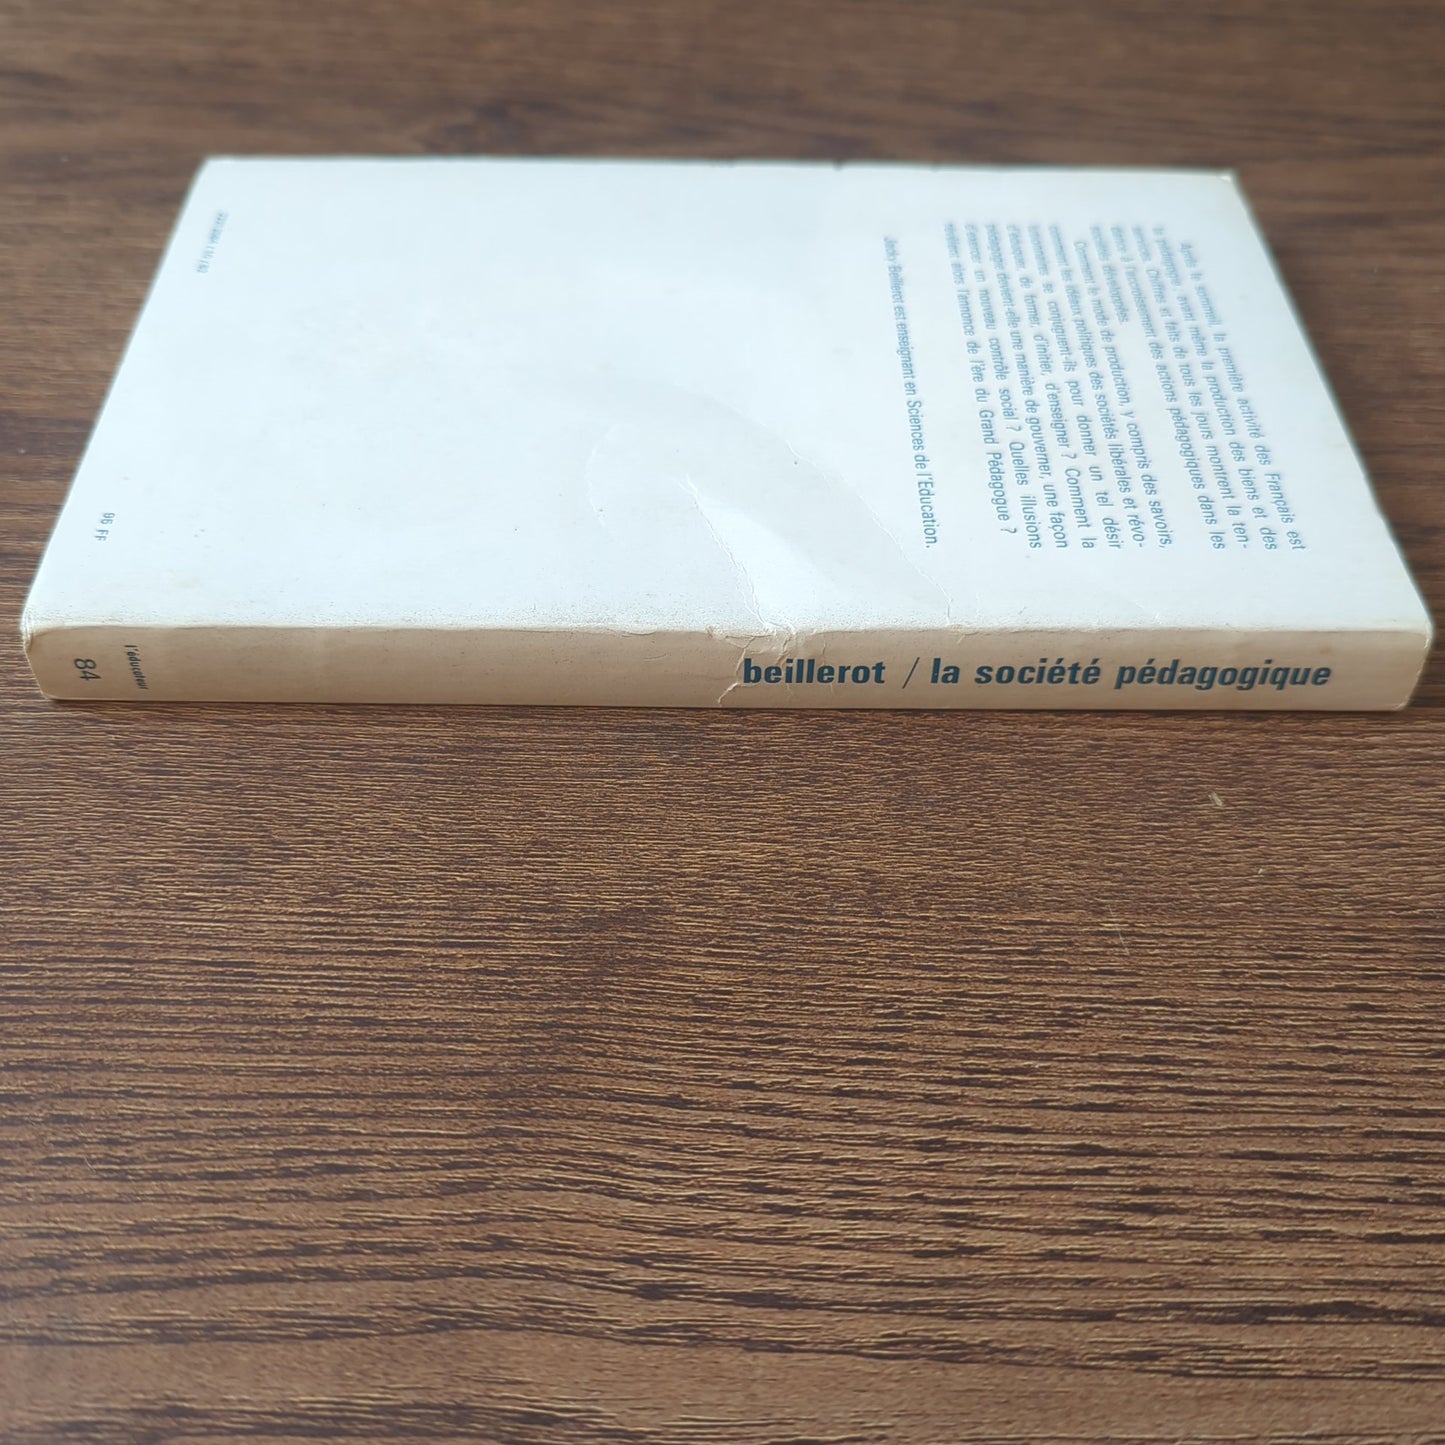 Après le sommeil, la première activité des Français est
la pédagogie, avant même la production des biens et des
services. Chiffres et faits de tous les jours montrent la ten-
dance à l'accroissement des actions pédagogiques dans les
sociétés développées.
Comment le mode de production, y compris des savoirs,
comment les idéaux politiques des sociétés libérales et révo-
lutionnaires se conjuguent-ils pour donner un tel désir
d'éduquer, de former, d'initier, d'enseigner ? Comment la
pédagogie devient-elle une manière de gouverner, une façon
d'exercer un nouveau contrôle social ? Quelles illusions
révéler alors l'annonce de l'ère du Grand Pédagogue ?
Jacky Beillerot est enseignant en Sciences de l'Education.
96 FF
84
l'éducateur
beillerot / la société pédagogique